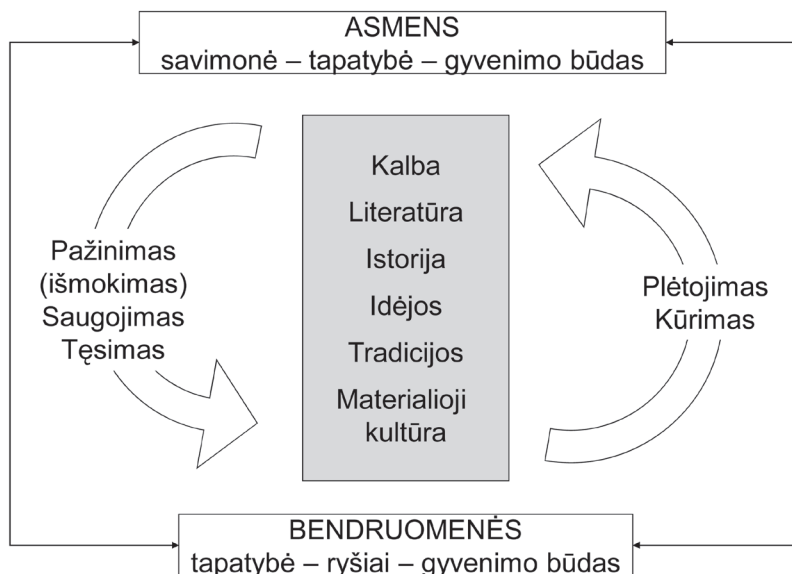 ASMENS
savimonė – tapatybė – gyvenimo būdas
Pažinimas
(išmokimas)
Saugojimas
Tęsimas
Kalba
Literatūra
Istorija
Idėjos
Tradicijos
Materialioji
kultūra
Plėtojimas
Kūrimas
BENDRUOMENĖS
tapatybė – ryšiai – gyvenimo būdas